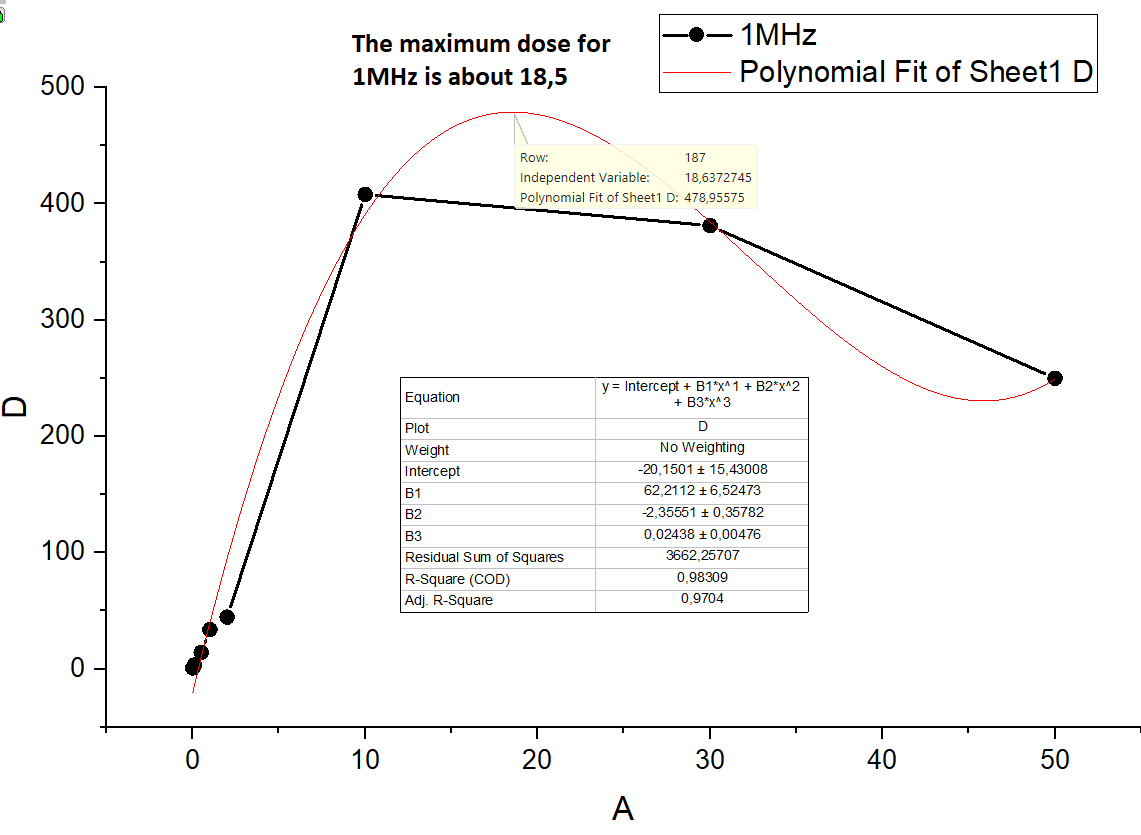 The maximum dose for
1MHz is about 18,5
1MHz
Polynomial Fit of Sheet1 D
500
400
300
200
100
0
D
Row: 187
Independent Variable: 18,6372745
Polynomial Fit of Sheet1 D: 478,95575
Equation y = Intercept + B1*x^1 + B2*x^2
+ B3*x^3
Plot D
Weight No Weighting
Intercept -20,1501 ± 15,43008
B1 62,2112 ± 6,52473
B2 -2,35551 ± 0,35782
B3 0,02438 ± 0,00476
Residual Sum of Squares 3662,25707
R-Square (COD) 0,98309
Adj. R-Square 0,9704
0 10 20 30 40 50
A